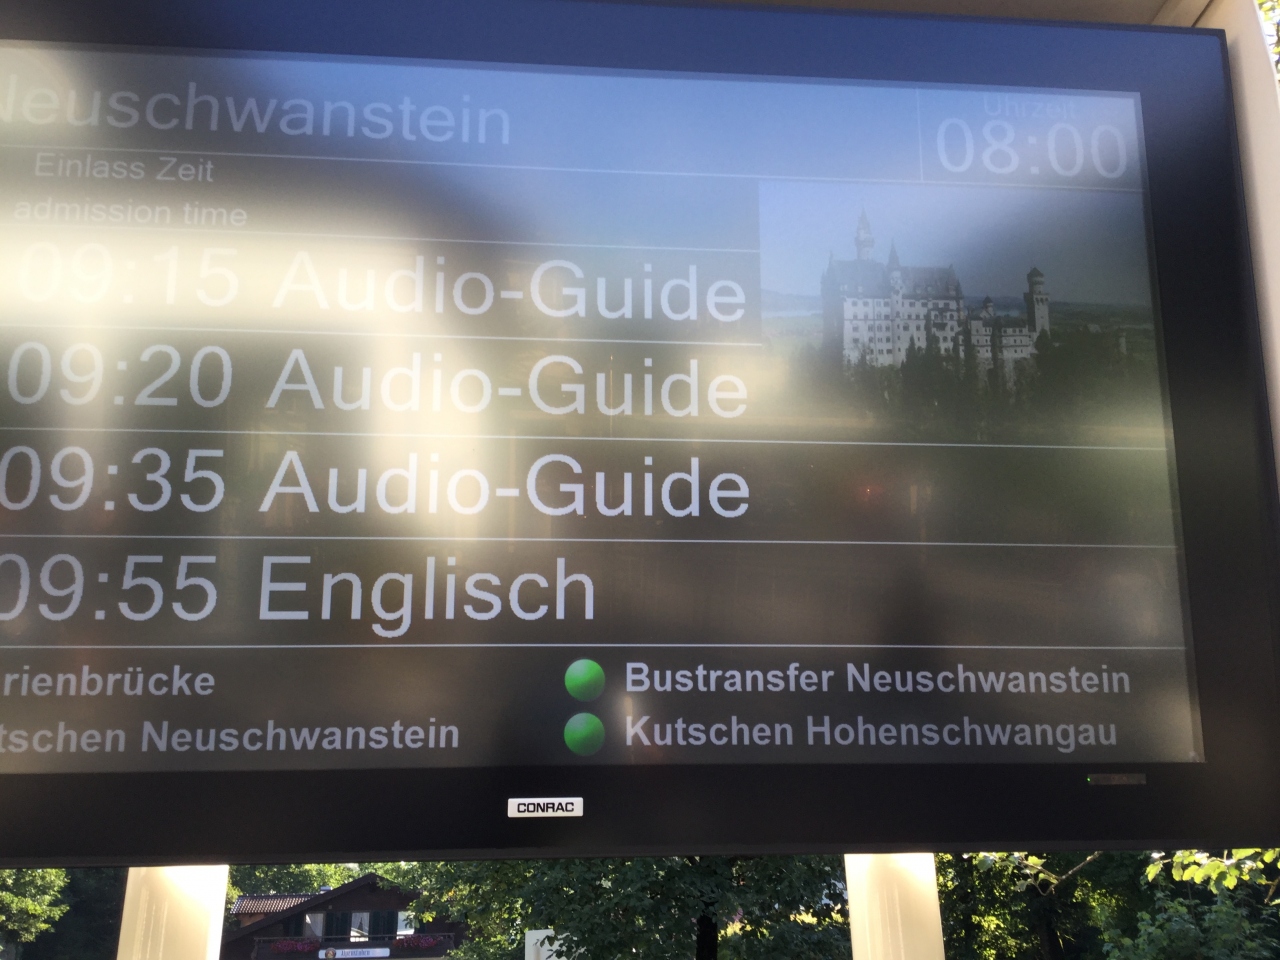 Neuschwanstein
Uhrzeit
08:00
Einlass Zeit
admission time
09:15 Audio-Guide
09:20 Audio-Guide
09:35 Audio-Guide
09:55 Englisch
rienbrücke
Bustransfer Neuschwanstein
tschen Neuschwanstein
Kutschen Hohenschwangau
CONRAC